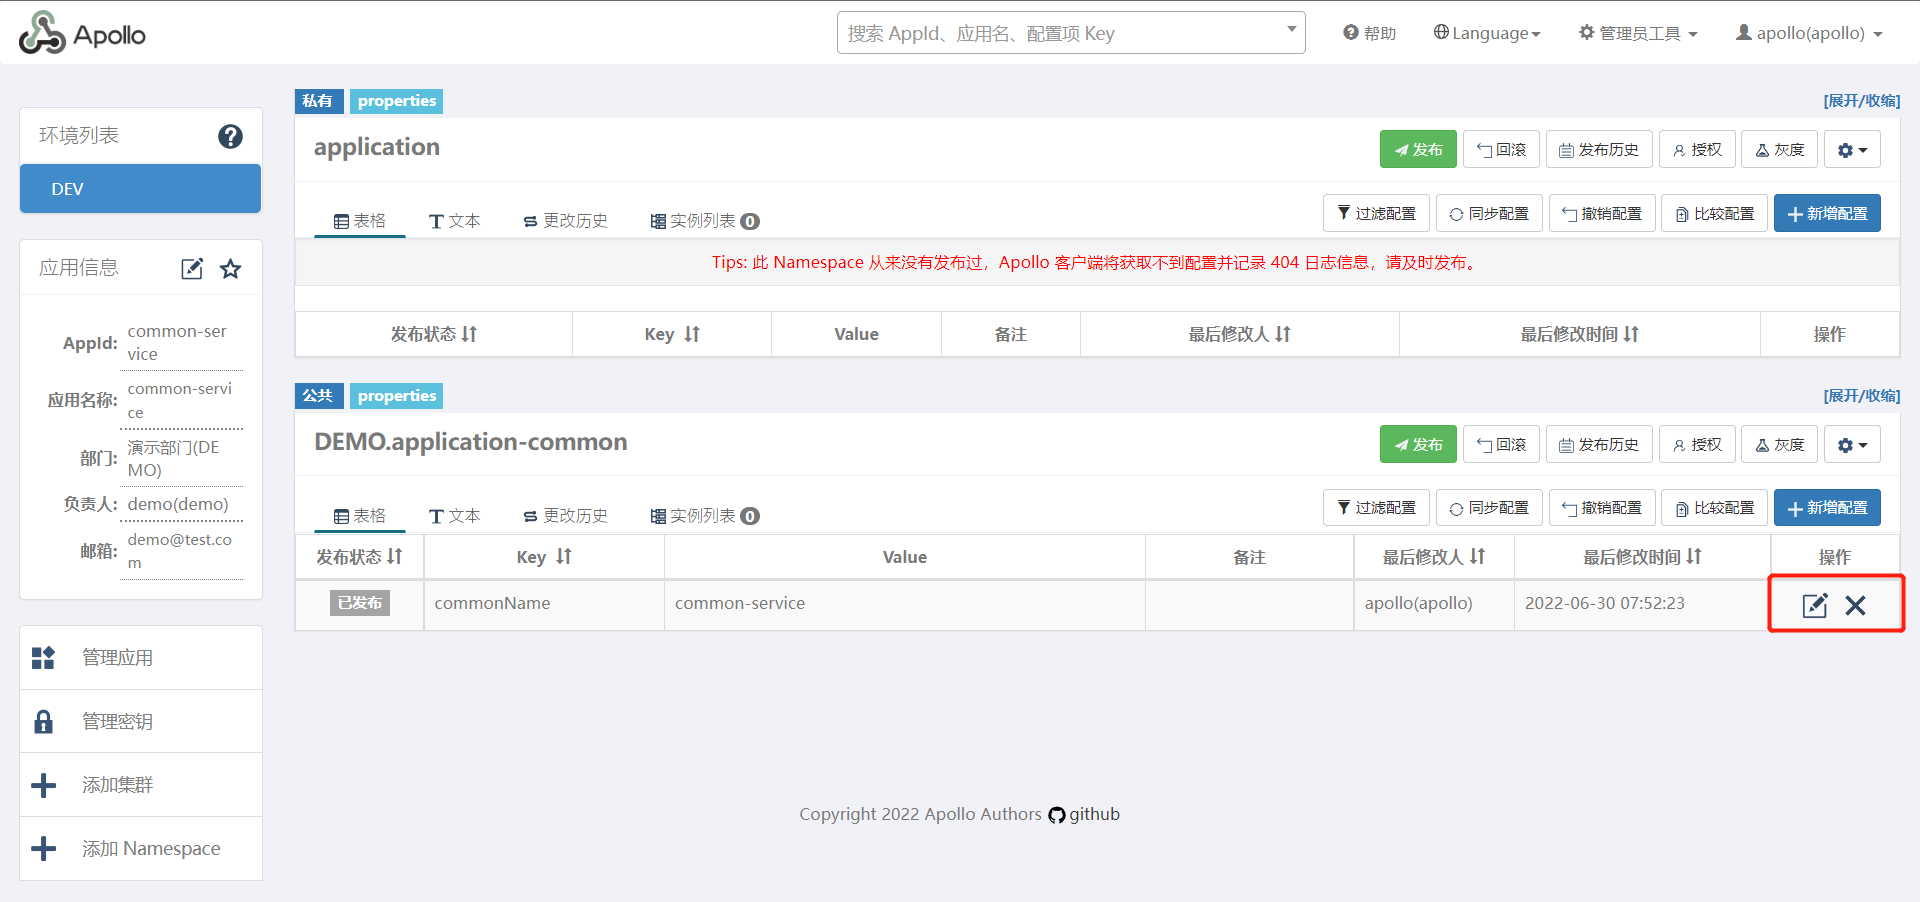 Apollo
搜索 AppId、应用名、配置项 Key
帮助
Language
管理员工具
apollo(apollo)
环境列表
DEV
应用信息
AppId:
common-ser
vice
应用名称:
common-servi
ce
部门:
演示部门(DE
MO)
负责人:
demo(demo)
邮箱:
demo@test.co
m
管理应用
管理密钥
添加集群
添加 Namespace
私有
properties
[展开/收缩]
application
发布
回滚
发布历史
授权
灰度
表格
文本
更改历史
实例列表 0
过滤配置
同步配置
撤销配置
比较配置
新增配置
Tips: 此 Namespace 从来没有发布过，Apollo 客户端将获取不到配置并记录 404 日志信息，请及时发布。
发布状态
Key
Value
备注
最后修改人
最后修改时间
操作
公共
properties
[展开/收缩]
DEMO.application-common
发布
回滚
发布历史
授权
灰度
表格
文本
更改历史
实例列表 0
过滤配置
同步配置
撤销配置
比较配置
新增配置
发布状态
Key
Value
备注
最后修改人
最后修改时间
操作
已发布
commonName
common-service
apollo(apollo)
2022-06-30 07:52:23
Copyright 2022 Apollo Authors github